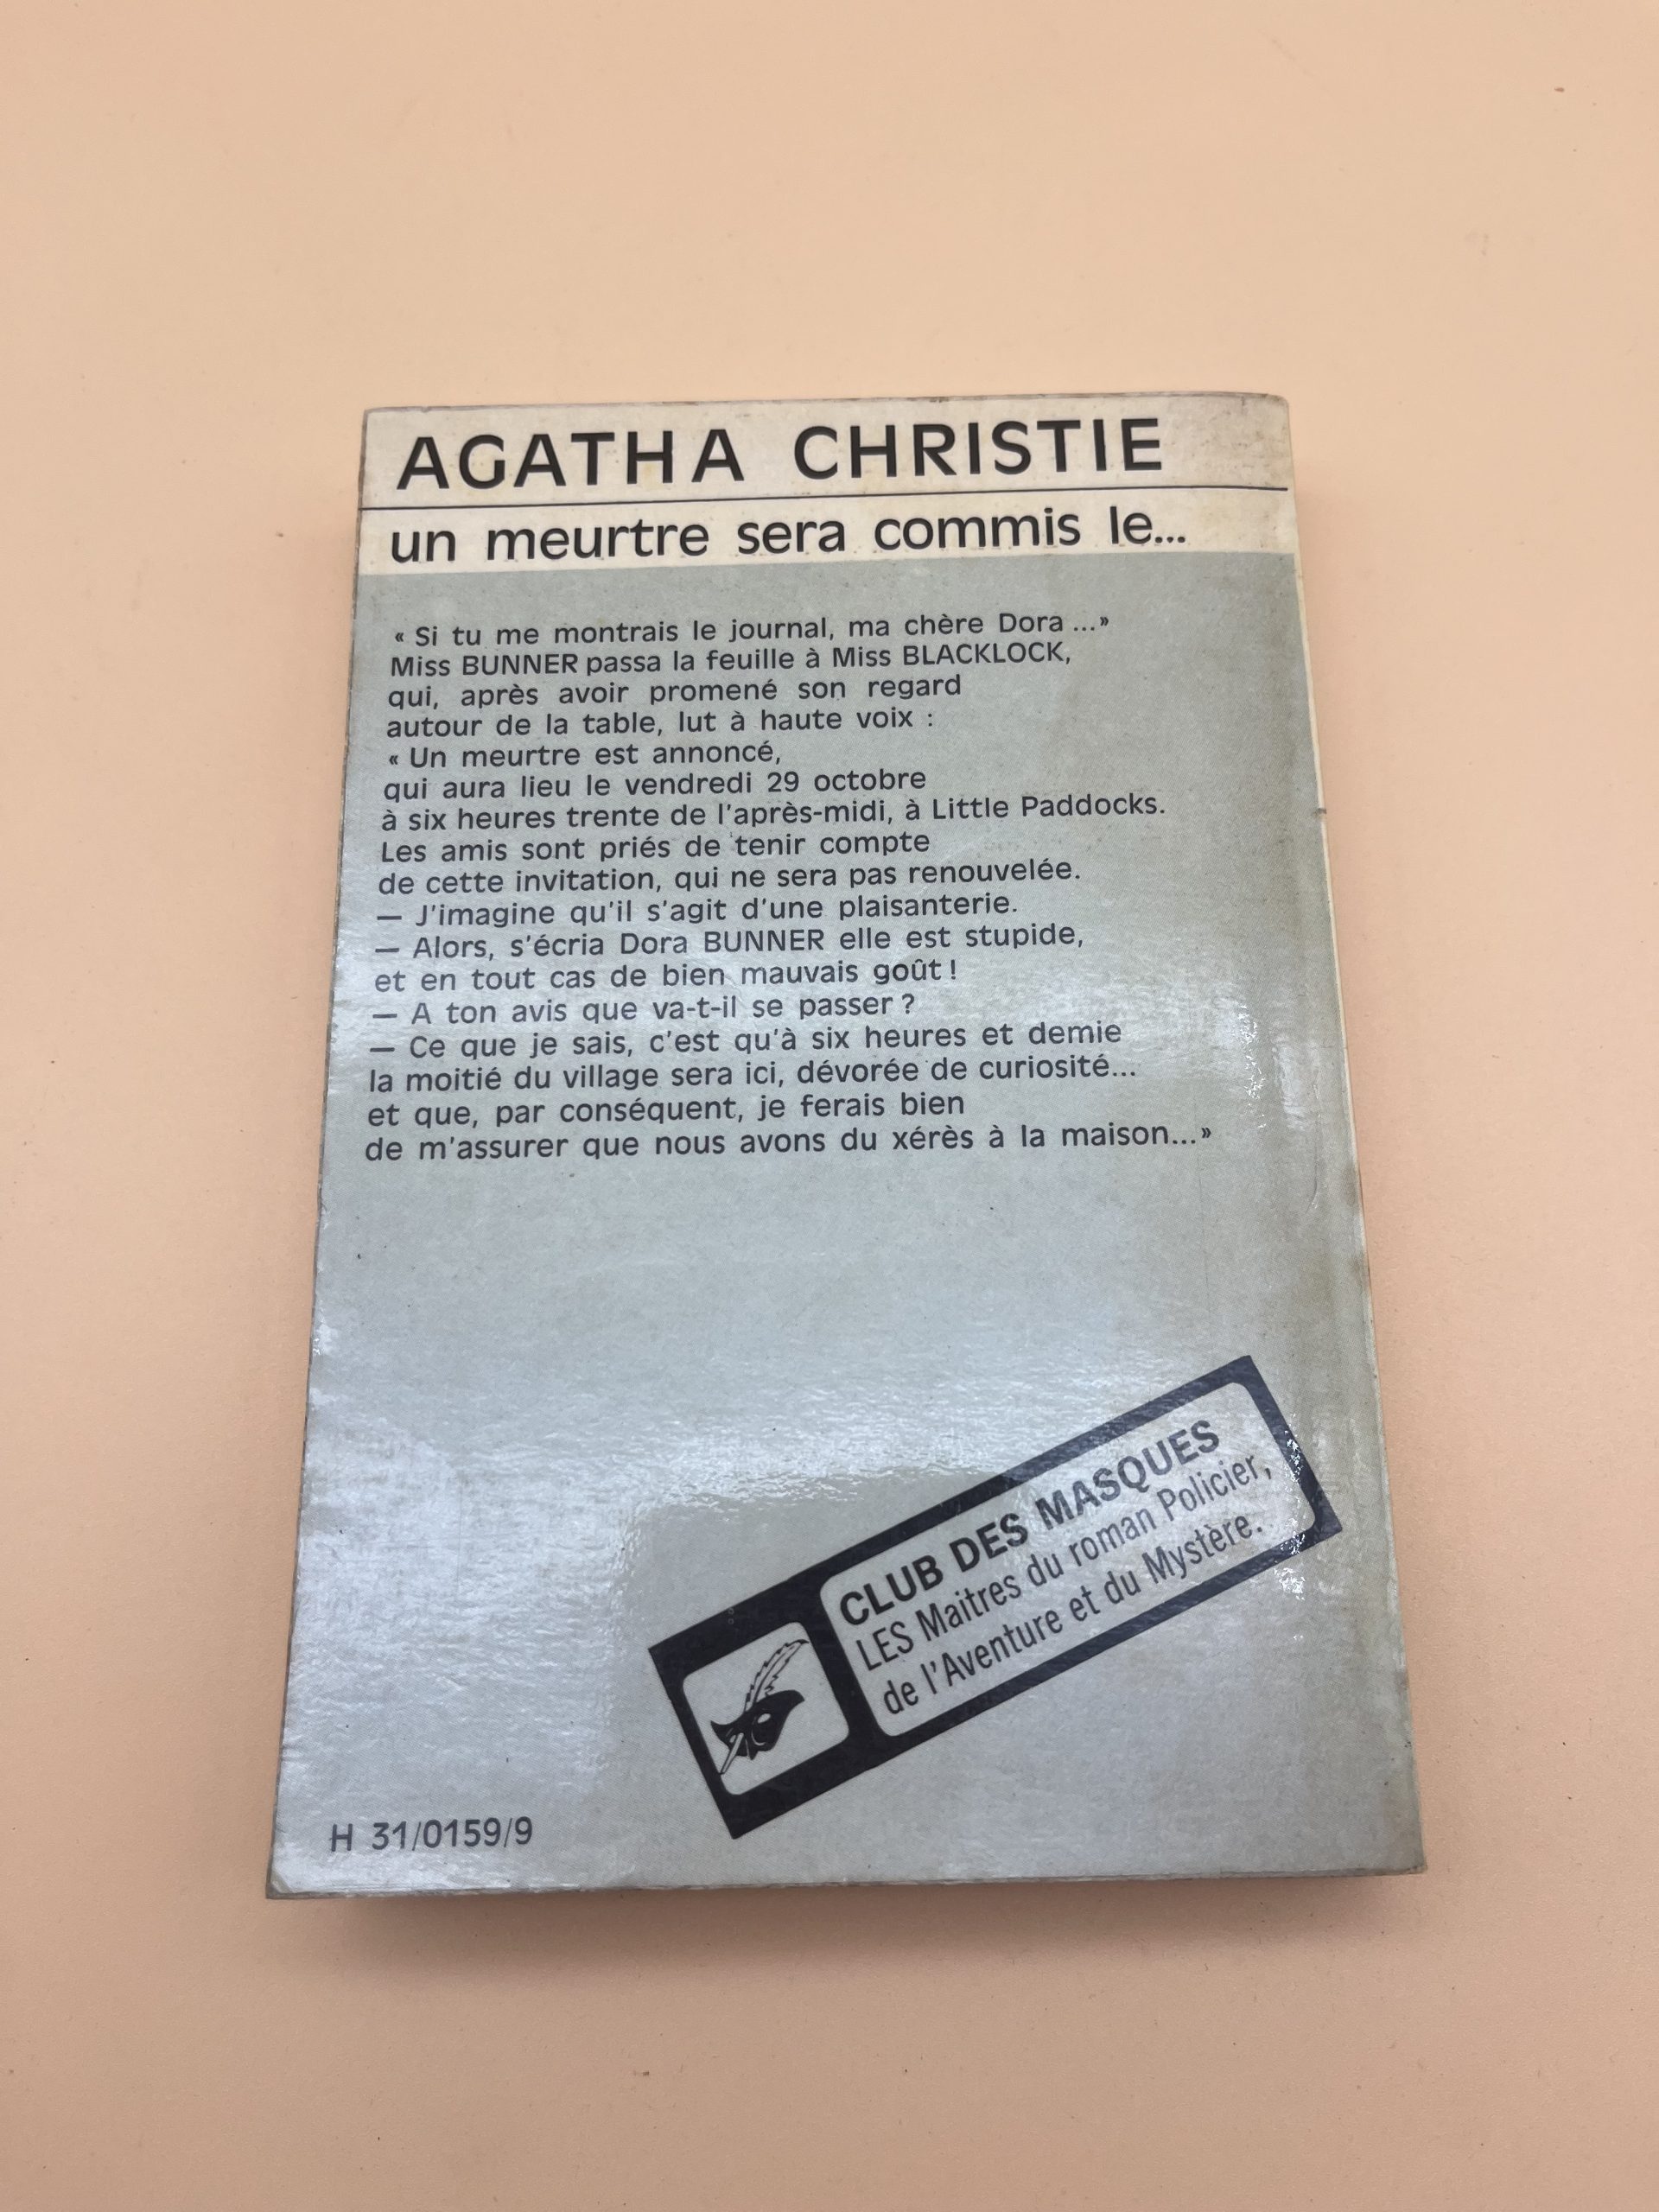 AGATHA CHRISTIE
un meurtre sera commis le...
« Si tu me montrais le journal, ma chère Dora ...»
Miss BUNNER passa la feuille à Miss BLACKLOCK,
qui, après avoir promené son regard
autour de la table, lut à haute voix :
« Un meurtre est annoncé,
qui aura lieu le vendredi 29 octobre
à six heures trente de l'après-midi, à Little Paddocks.
Les amis sont priés de tenir compte
de cette invitation, qui ne sera pas renouvelée.
— J'imagine qu'il s'agit d'une plaisanterie.
— Alors, s'écria Dora BUNNER elle est stupide,
et en tout cas de bien mauvais goût !
— A ton avis que va-t-il se passer ?
— Ce que je sais, c'est qu'à six heures et demie
la moitié du village sera ici, dévorée de curiosité...
et que, par conséquent, je ferais bien
de m'assurer que nous avons du xérès à la maison...»
CLUB DES MASQUES
LES Maitres du roman Policier,
de l'Aventure et du Mystère.
H 31/0159/9